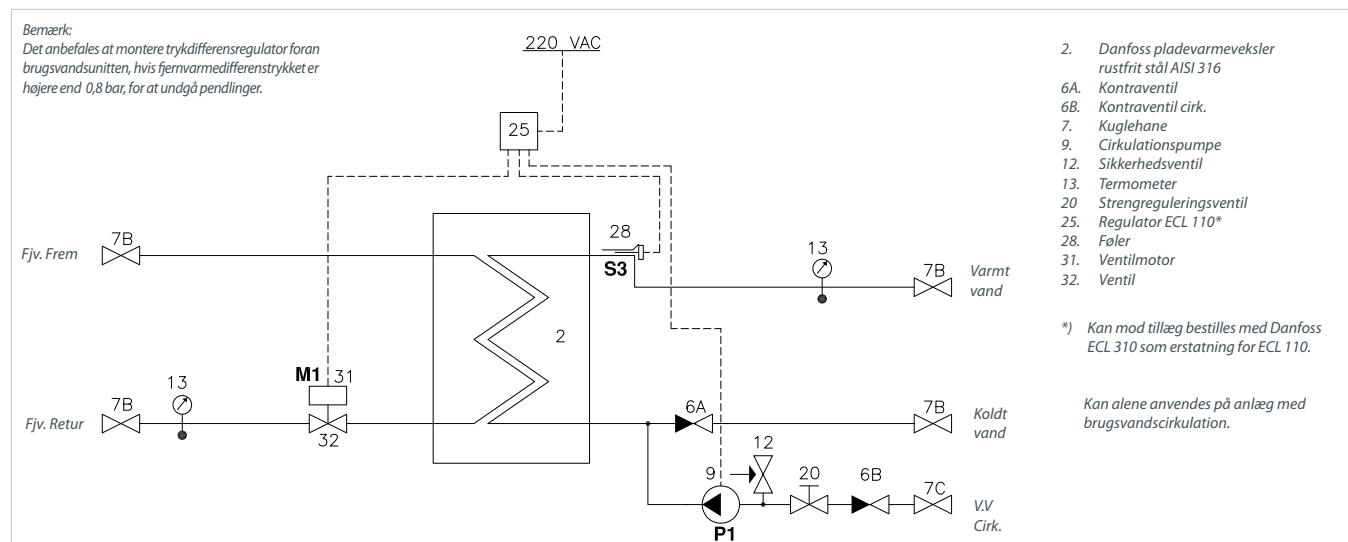 Bemærk:
Det anbefales at montere trykdifferensregulator foran
brugsvandsunitten, hvis fjernvarmedifferenstrykket er
højere end 0,8 bar, for at undgå pendlinger.
220 VAC
25
7B
Fjv. Frem
28
S3
13
7B
Varmt
vand
2
M1
31
13
7B
Fjv. Retur
32
6A
7B
Koldt
vand
12
9
20
6B
7C
V.V
Cirk.
P1
2. Danfoss pladevarmeveksler
rustfrit stål AISI 316
6A. Kontraventil
6B. Kontraventil cirk.
7. Kuglehane
9. Cirkulationspumpe
12. Sikkerhedsventil
13. Termometer
20 Strengreguleringsventil
25. Regulator ECL 110*
28. Føler
31. Ventilmotor
32. Ventil
*) Kan mod tillæg bestilles med Danfoss
ECL 310 som erstatning for ECL 110.
Kan alene anvendes på anlæg med
brugsvandscirkulation.